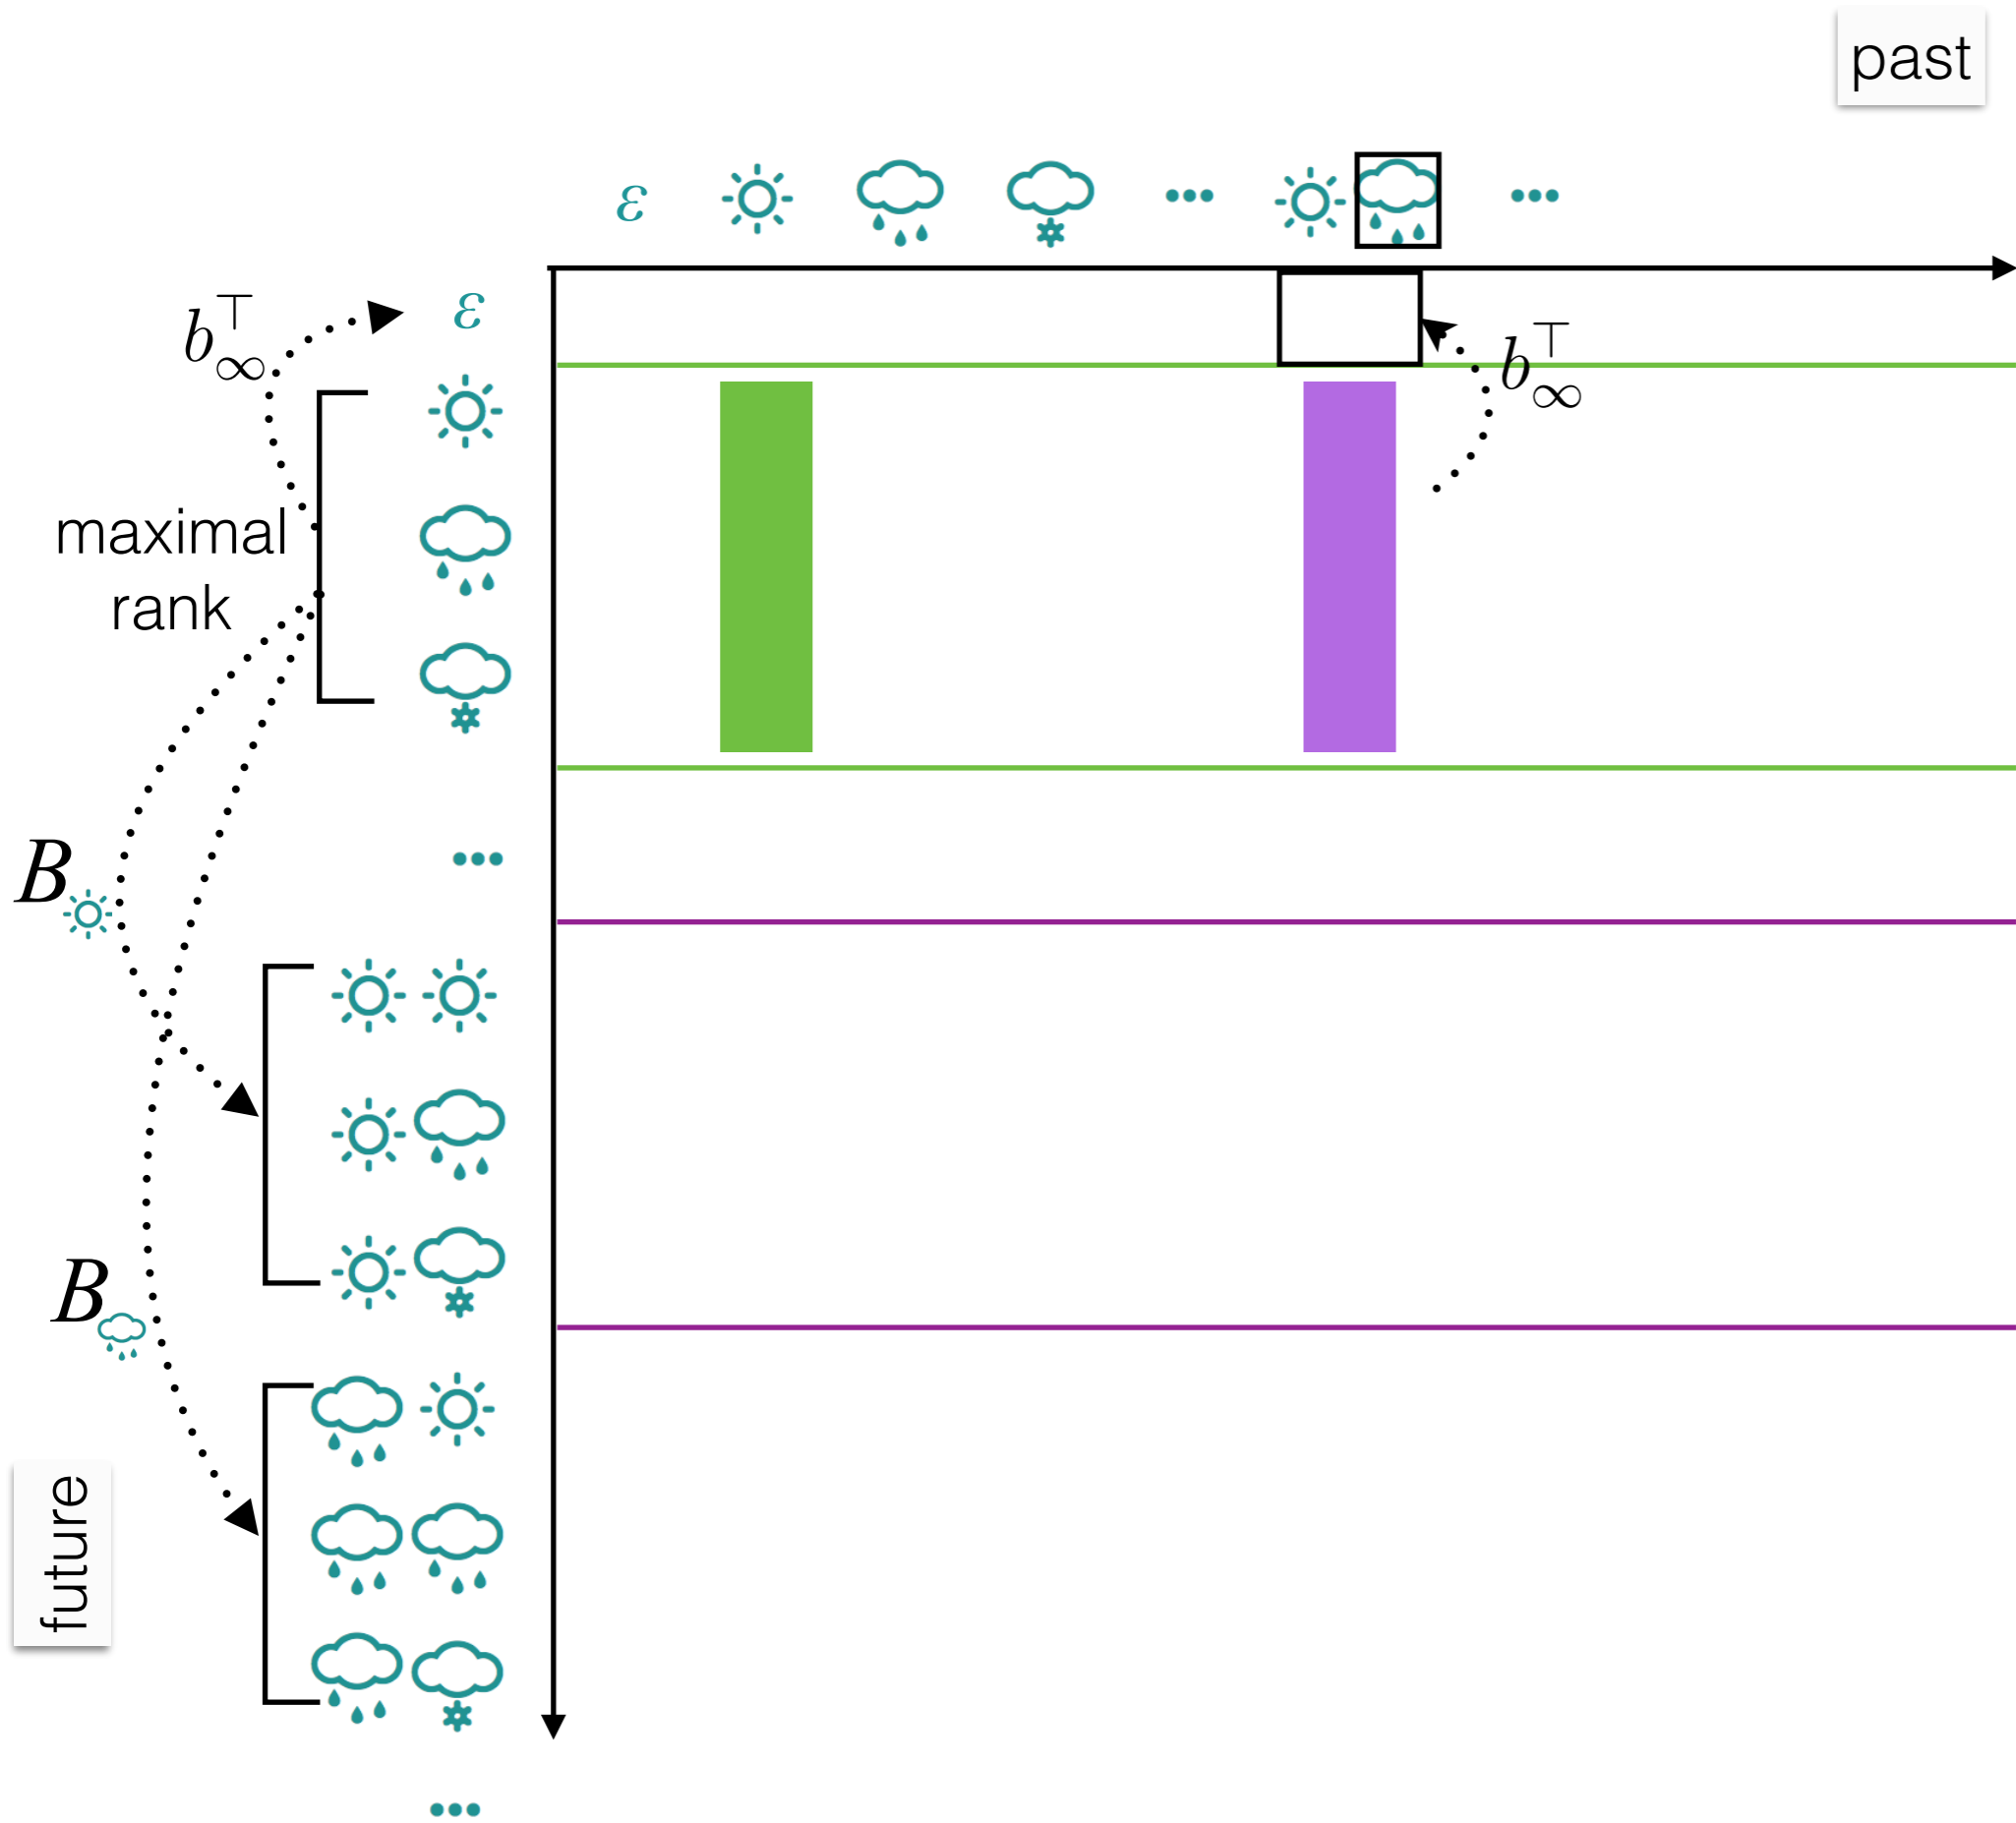 past
ε
ε
b∞⊤
b∞⊤
maximal
rank
B
B
future